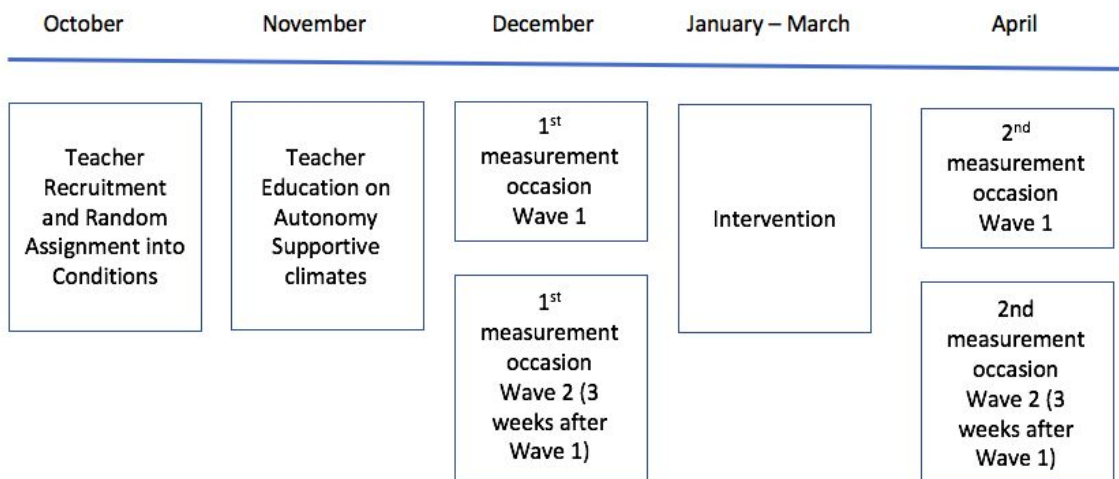 October
November
December
January – March
April
Teacher
Recruitment
and Random
Assignment into
Conditions
Teacher
Education on
Autonomy
Supportive
climates
1st
measurement
occasion
Wave 1
1st
measurement
occasion
Wave 2 (3
weeks after
Wave 1)
Intervention
2nd
measurement
occasion
Wave 1
2nd
measurement
occasion
Wave 2 (3
weeks after
Wave 1)